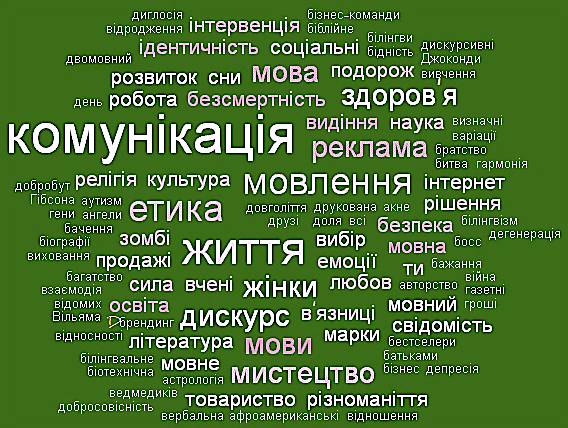 диглосія бізнес-команди
відродження інтервенція біблійне
ідентичність соціальні білінгви
двомовний бідність дискурсивні
розвиток сни мова подорож Джоконди
вивчення
день робота безсмертність здоров'я
комунікація видіння наука визначні
варіації
реклама братство
битва гармонія
добробут релігія культура мовлення інтернет
Гібсона аутизм етика довголіття друкована акне рішення
гени ангели друзі доля всі безпека білінгвізм
бачення дегенерація
біографії зомбі життя вибір мовна босс
виховання продажі емоції ти бажання
багатство війна
взаємодія сила вчені жінки любов авторство газетні
відомих освіта дискурс в'язниці мовний гроші
Вільяма брендинг свідомість
відносності література мови марки бестселери
білінгвальне мовне батьками
біотехнічна мистецтво бізнес депресія
астрологія
ведмедиків товариство різноманіття
добросовісність
вербальна афроамериканські відношення